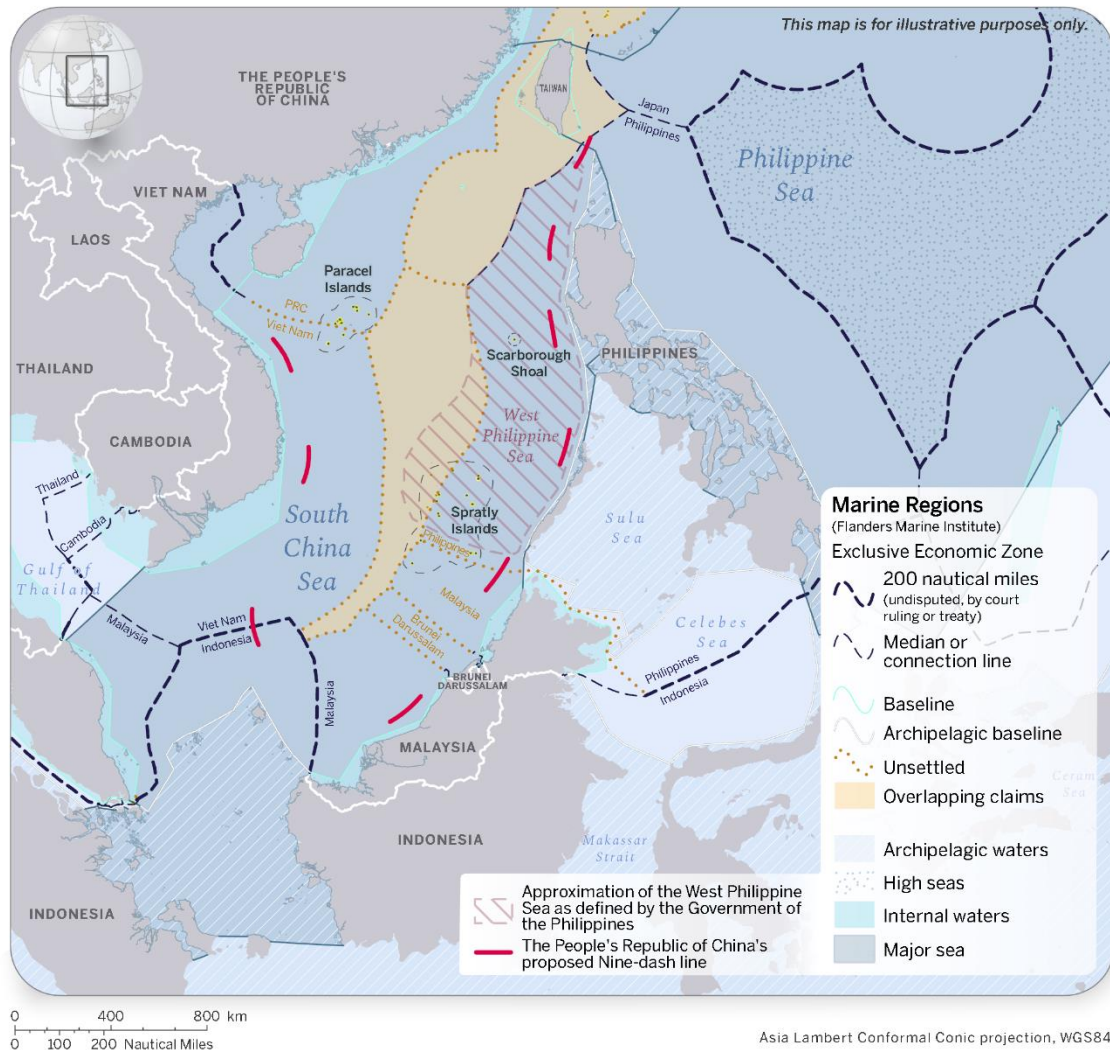 This map is for illustrative purposes only.
THE PEOPLE'S
REPUBLIC
OF CHINA
TAIWAN
Japan
Philippines
Philippine
Sea
VIET NAM
LAOS
Paracel
Islands
PRC
Viet Nam
THAILAND
Scarborough
Shoal
PHILIPPINES
West
Philippine
Sea
CAMBODIA
Thailand
Cambodia
Gulf of
Thailand
Malaysia
South
China
Sea
Spratly
Islands
Philippines
Malaysia
Brunei
Darussalam
Sulu
Sea
Viet Nam
Indonesia
Malaysia
BRUNEI
DARUSSALAM
Celebes
Sea
Philippines
Indonesia
MALAYSIA
INDONESIA
Makassar
Strait
Ceram
Sea
INDONESIA
Marine Regions
(Flanders Marine Institute)
Exclusive Economic Zone
200 nautical miles
(undisputed, by court
ruling or treaty)
Median or
connection line
Baseline
Archipelagic baseline
Unsettled
Overlapping claims
Archipelagic waters
High seas
Internal waters
Major sea
Approximation of the West Philippine
Sea as defined by the Government of
the Philippines
The People's Republic of China's
proposed Nine-dash line
0 400 800 km
0 100 200 Nautical Miles
Asia Lambert Conformal Conic projection, WGS84